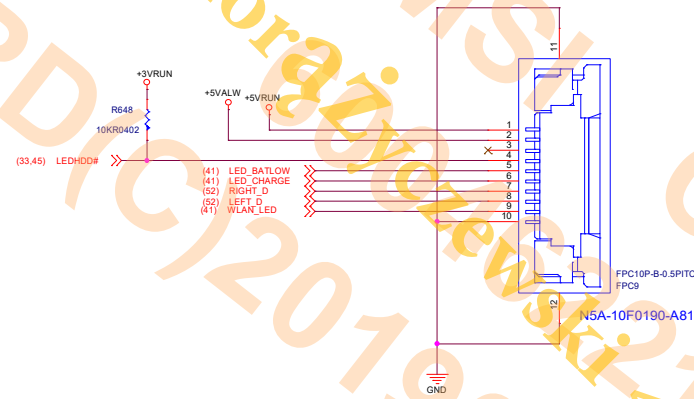 +3VRUN
R648
10KR0402
(33,45) LEDHDD#
+5VALW
+5VRUN
(41) LED_BATLOW
(41) LED_CHARGE
(52) RIGHT_D
(52) LEFT_D
(41) WLAN_LED
1
2
3
4
5
6
7
8
9
10
11
12
FPC10P-B-0.5PITC
FPC9
N5A-10F0190-A81
GND
MSI
(C)2019